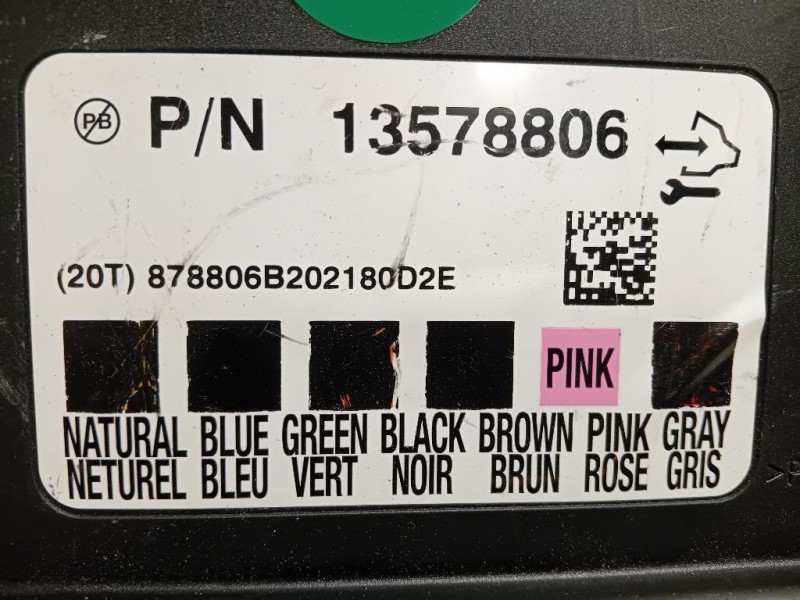 PB P/N 13578806
(20T) 878806B202180D2E
PINK
NATURAL BLUE GREEN BLACK BROWN PINK GRAY
NETUREL BLEU VERT NOIR BRUN ROSE GRIS